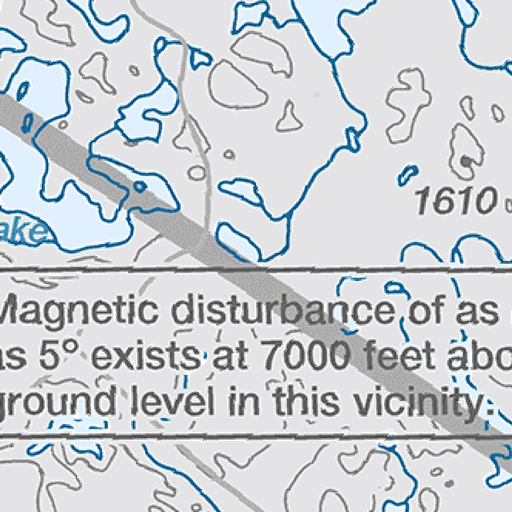 1610
ake
Magnetic disturbance of as
as 5° exists at 7000 feet abo
ground level in this vicinity.